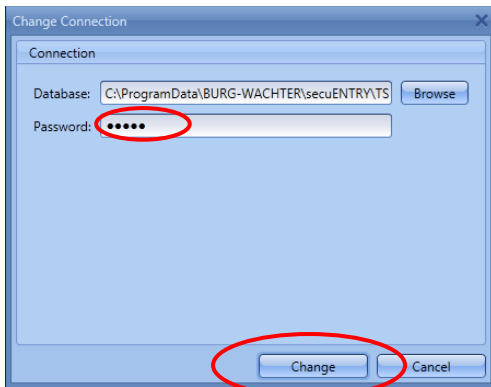 Change Connection
Connection
Database: C:\ProgramData\BURG-WACHTER\secuENTRY\TS Browse
Password: •••••
Change Cancel